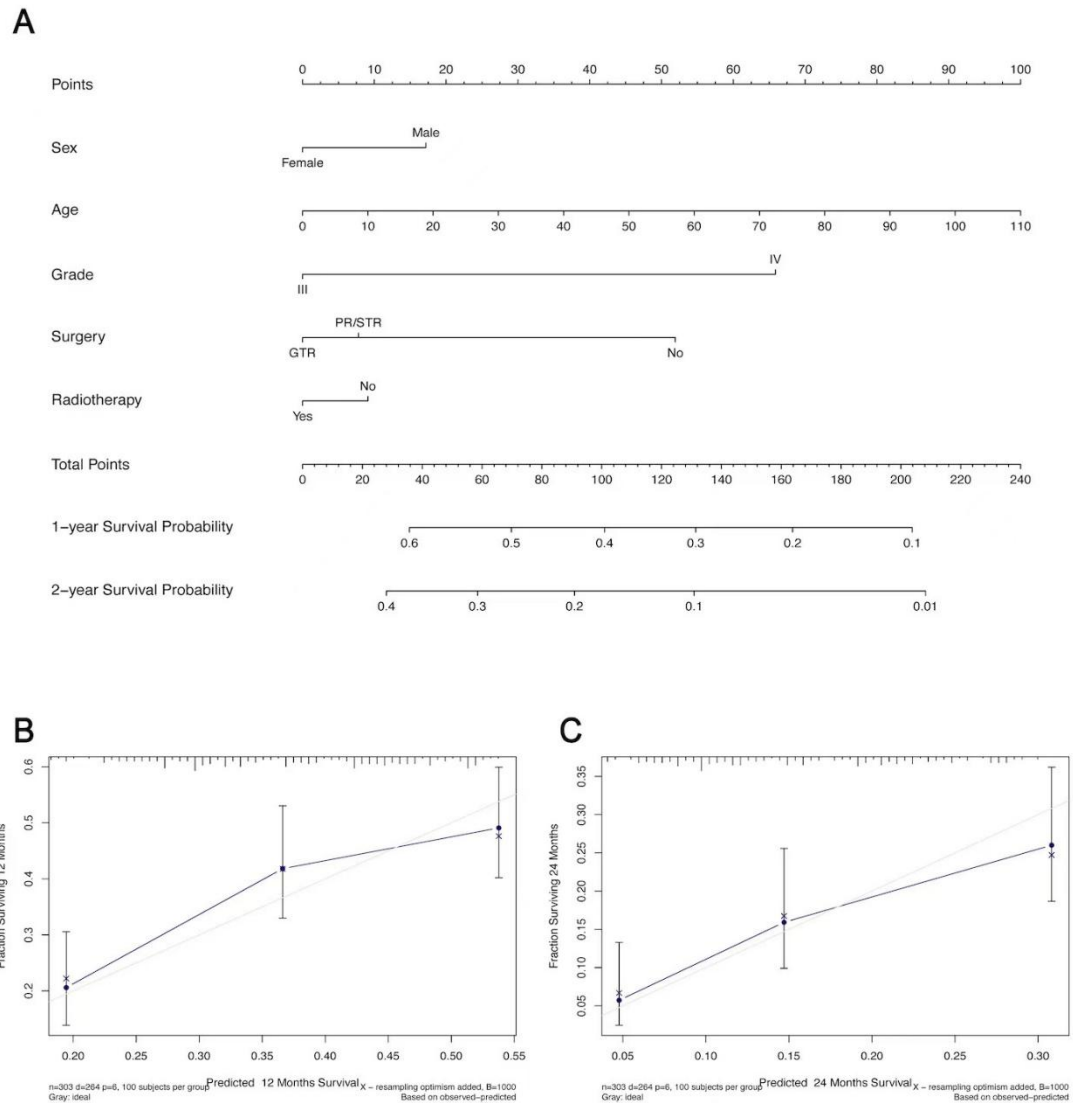 A
Points 0 10 20 30 40 50 60 70 80 90 100
Male
Sex
Female
Age
0 10 20 30 40 50 60 70 80 90 100 110
IV
Grade
III
PR/STR
Surgery
GTR No
No
Radiotherapy
Yes
Total Points
0 20 40 60 80 100 120 140 160 180 200 220 240
1-year Survival Probability
0.6 0.5 0.4 0.3 0.2 0.1
2-year Survival Probability
0.4 0.3 0.2 0.1 0.01
B
Fraction Surviving 12 Months
0.6
0.5
0.4
0.3
0.2
0.20 0.25 0.30 0.35 0.40 0.45 0.50 0.55
Predicted 12 Months Survival
n=303 d=264 p=6, 100 subjects per group
Gray: ideal
X - resampling optimism added, B=1000
Based on observed-predicted
C
Fraction Surviving 24 Months
0.35
0.30
0.25
0.20
0.15
0.10
0.05
0.05 0.10 0.15 0.20 0.25 0.30
Predicted 24 Months Survival
n=303 d=264 p=6, 100 subjects per group
Gray: ideal
X - resampling optimism added, B=1000
Based on observed-predicted